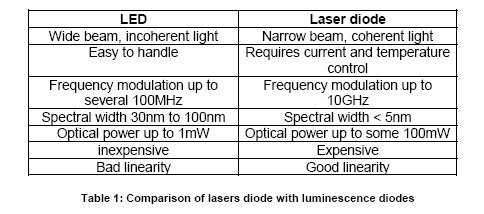 LED Laser diode
Wide beam, incoherent light Narrow beam, coherent light
Easy to handle Requires current and temperature
control
Frequency modulation up to Frequency modulation up to
several 100MHz 10GHz
Spectral width 30nm to 100nm Spectral width < 5nm
Optical power up to 1mW Optical power up to some 100mW
inexpensive Expensive
Bad linearity Good linearity
Table 1: Comparison of lasers diode with luminescence diodes